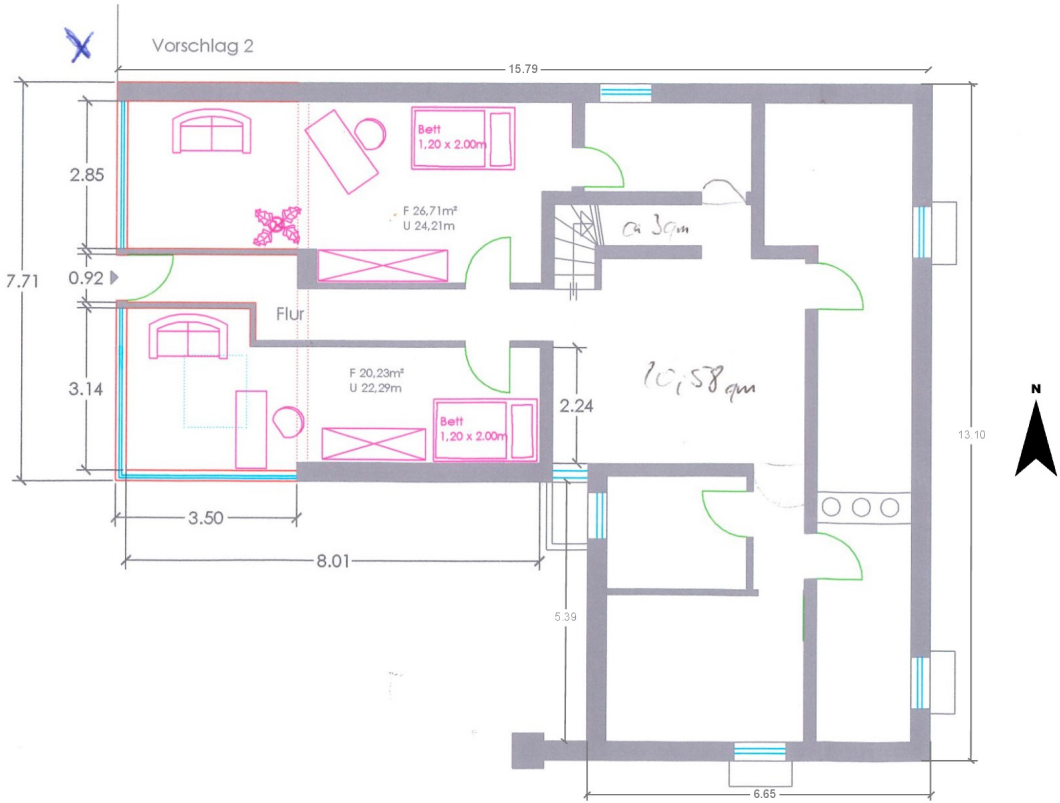 Vorschlag 2
15.79
2.85
Bett
1,20 x 2.00m
F 26,71m²
U 24,21m
ca 3qm
7.71
0.92
Flur
3.14
F 20,23m²
U 22,29m
10,58 qm
2.24
Bett
1,20 x 2.00m
N
13.10
3.50
8.01
5.39
6.65